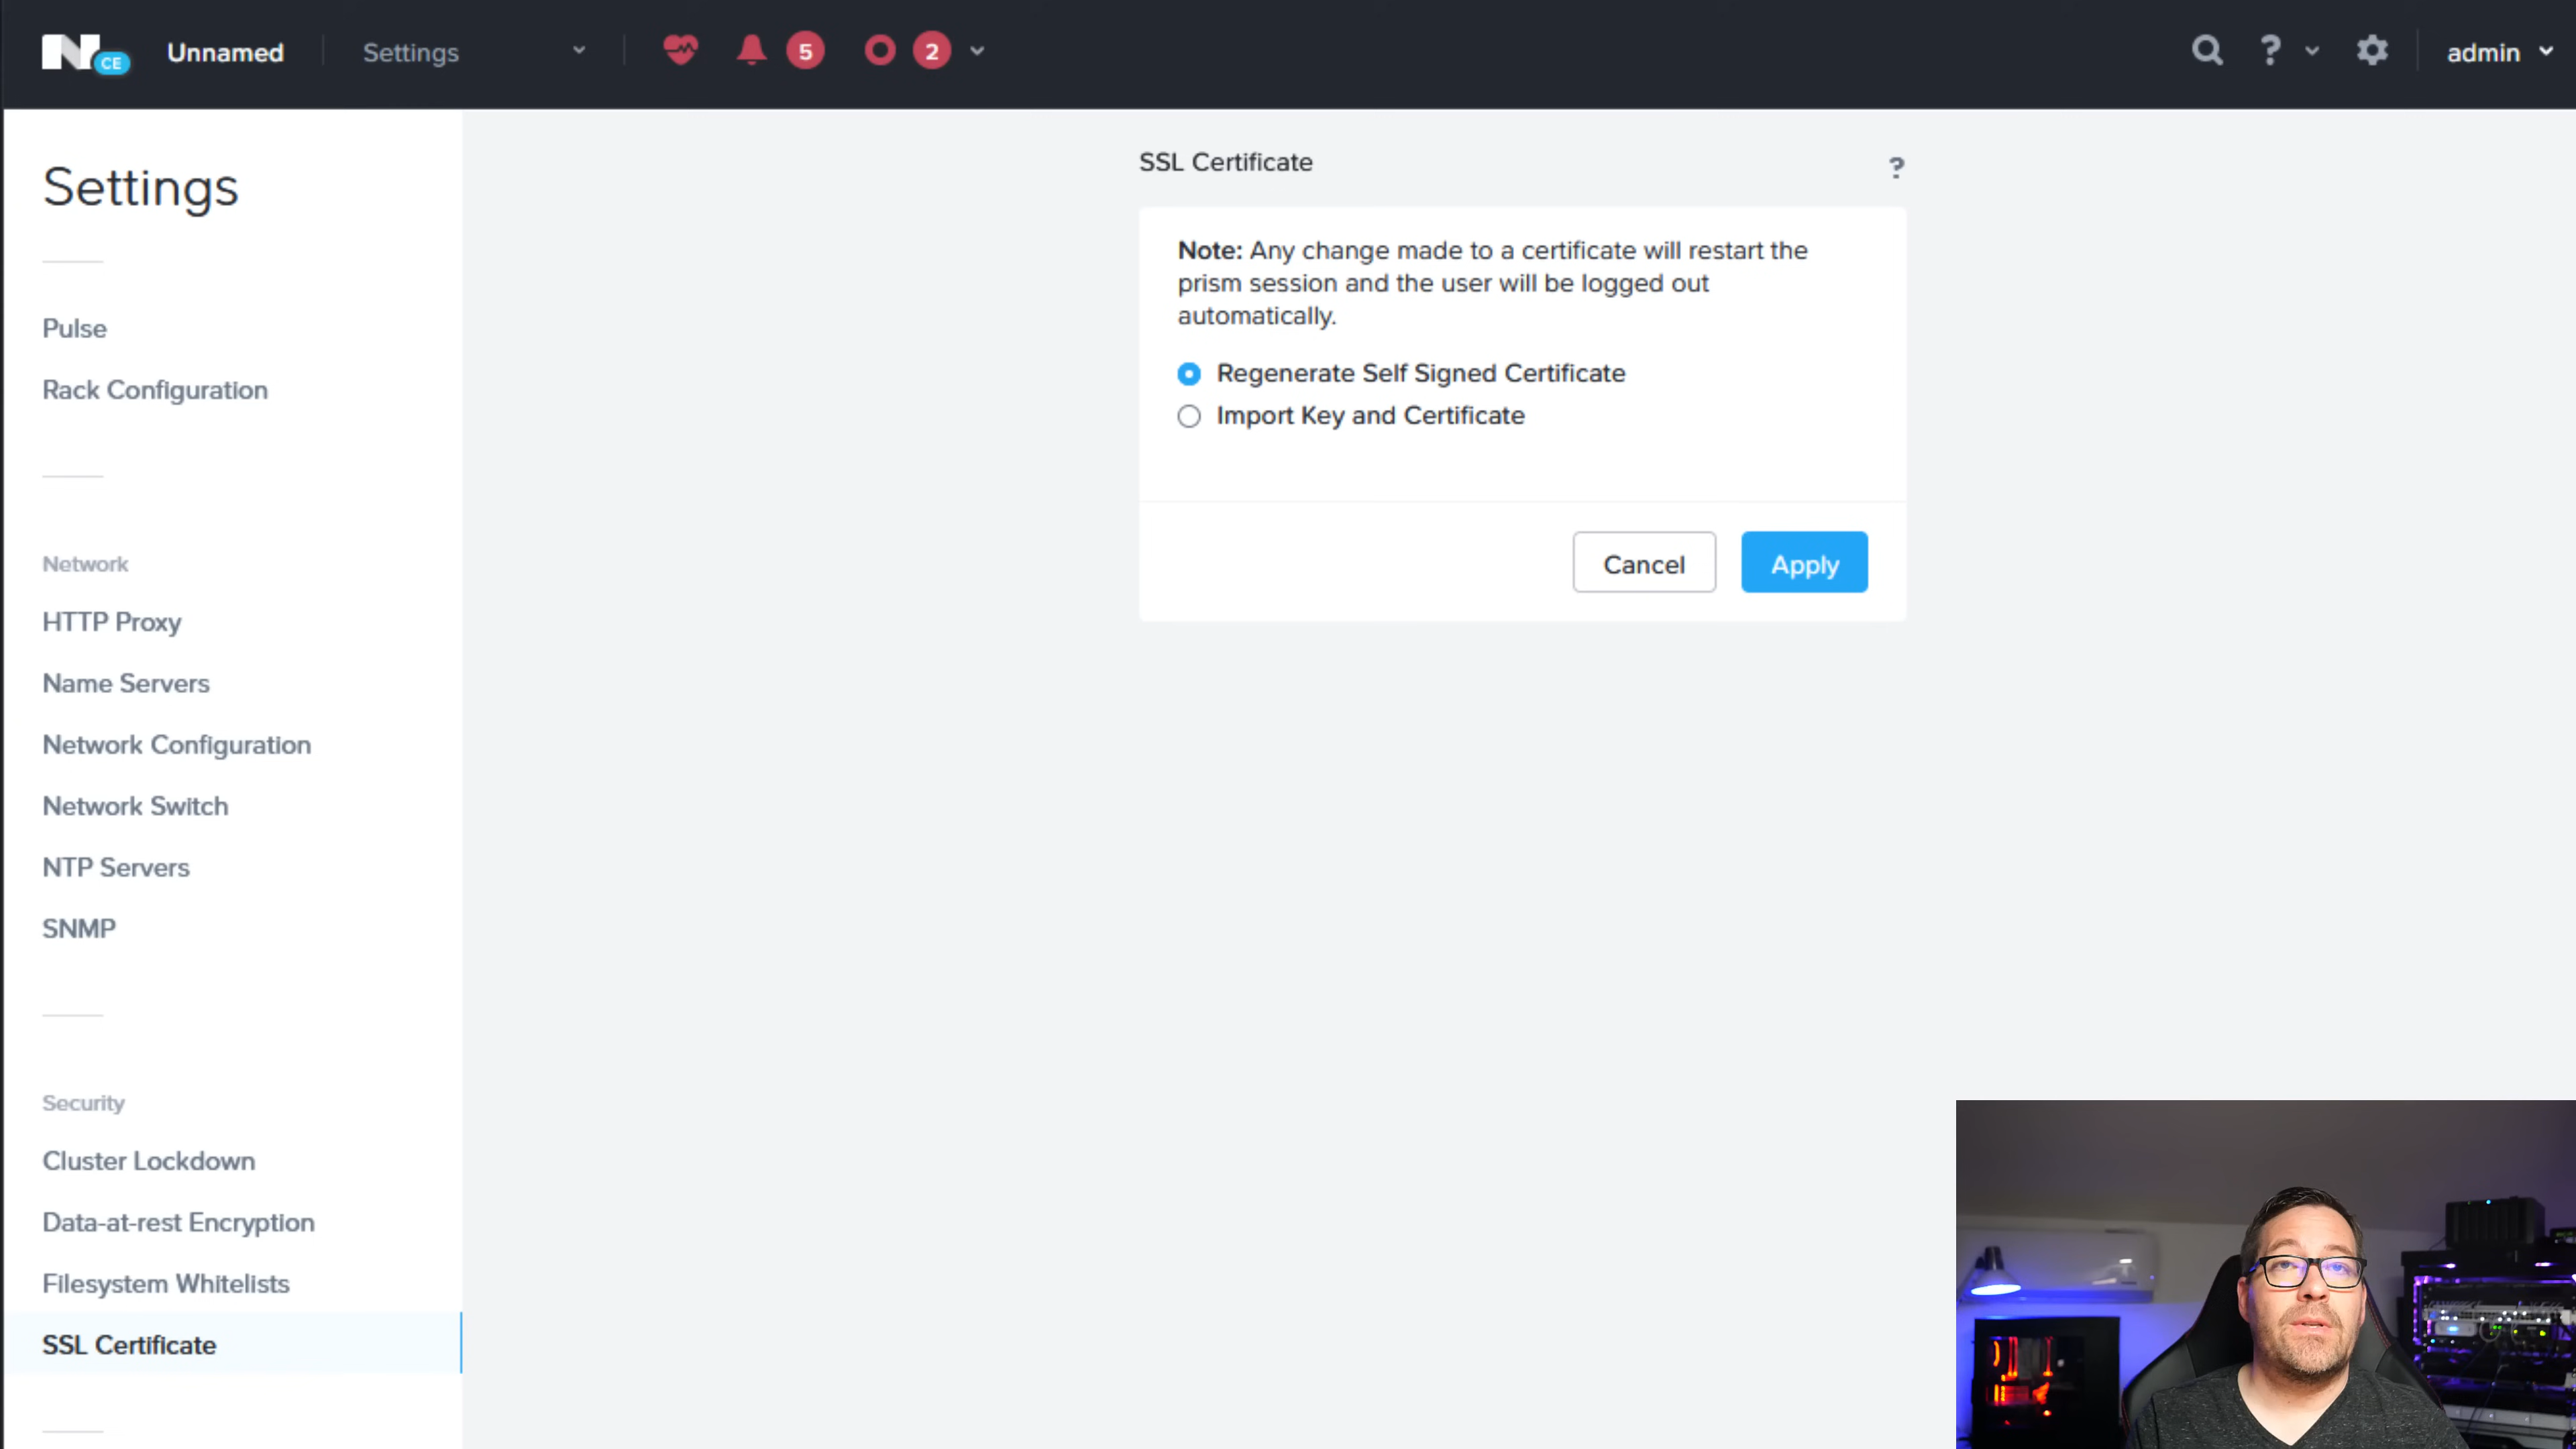 N CE Unnamed Settings 5 2 ? admin
Settings
Pulse
Rack Configuration
Network
HTTP Proxy
Name Servers
Network Configuration
Network Switch
NTP Servers
SNMP
Security
Cluster Lockdown
Data-at-rest Encryption
Filesystem Whitelists
SSL Certificate
SSL Certificate ?
Note: Any change made to a certificate will restart the
prism session and the user will be logged out
automatically.
Regenerate Self Signed Certificate
Import Key and Certificate
Cancel Apply